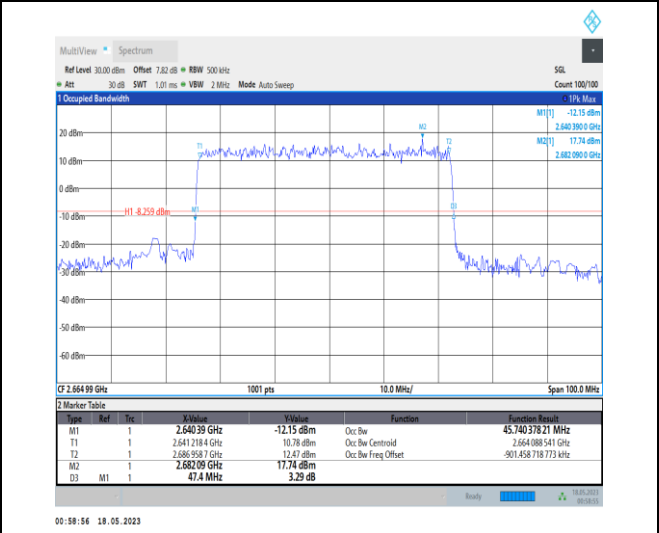 MultiView Spectrum
Ref Level 30.00 dBm Offset 7.82 dB RBW 500 kHz SGL
Att 30 dB SWT 1.01 ms VBW 2 MHz Mode Auto Sweep Count 100/100
1 Occupied Bandwidth 1Pk Max
M1[1] -12.15 dBm
2.640 390 0 GHz
M2[1] 17.74 dBm
2.682 090 0 GHz
M2
20 dBm
T1
T2
10 dBm
0 dBm
D3
M1
H1 -8.259 dBm
-10 dBm
-20 dBm
-30 dBm
-40 dBm
-50 dBm
-60 dBm
CF 2.664 99 GHz 1001 pts 10.0 MHz/ Span 100.0 MHz
2 Marker Table
Type Ref Trc X-Value Y-Value Function Function Result
M1 1 2.640 39 GHz -12.15 dBm Occ Bw 45.740 378 21 MHz
T1 1 2.641 218 4 GHz 10.78 dBm Occ Bw Centroid 2.664 088 541 GHz
T2 1 2.686 958 7 GHz 12.47 dBm Occ Bw Freq Offset -901.458 718 773 kHz
M2 1 2.682 09 GHz 17.74 dBm
D3 M1 1 47.4 MHz 3.29 dB
Ready 18.05.2023
00:58:55
00:58:56 18.05.2023